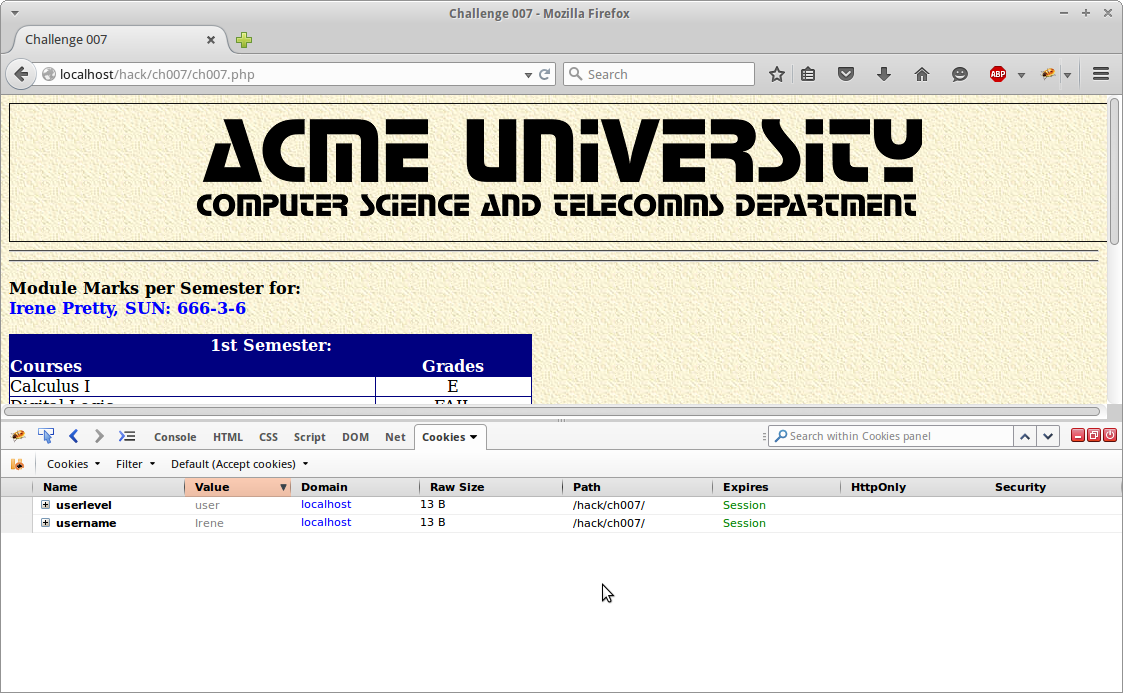 Challenge 007 - Mozilla Firefox
Challenge 007
localhost/hack/ch007/ch007.php Search ABP
ACME UNIVERSITY
COMPUTER SCIENCE AND TELECOMMS DEPARTMENT
Module Marks per Semester for:
Irene Pretty, SUN: 666-3-6
1st Semester:
Courses Grades
Calculus I E
Digital Logic FAIL
Console HTML CSS Script DOM Net Cookies Search within Cookies panel
Cookies Filter Default (Accept cookies)
Name Value Domain Raw Size Path Expires HttpOnly Security
userlevel user localhost 13 B /hack/ch007/ Session
username Irene localhost 13 B /hack/ch007/ Session